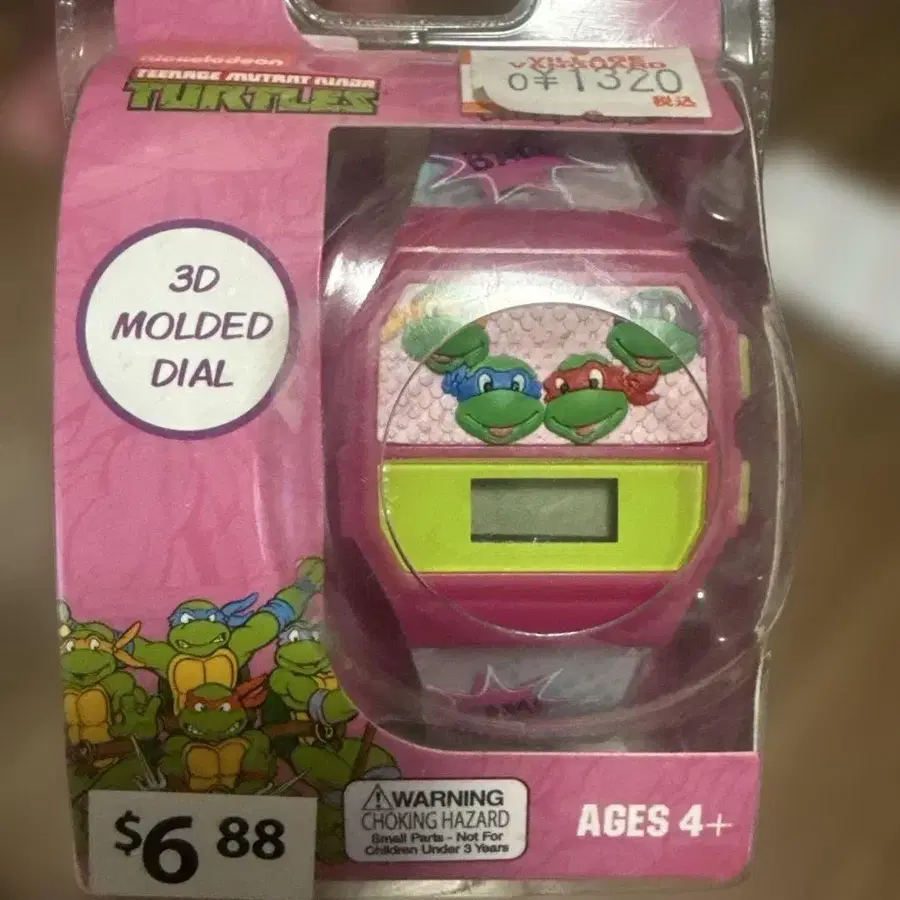 nickelodeon
TEENAGE MUTANT NINJA
TURTLES
VILLAGE VANGUARD
0¥1320
税込
3D
MOLDED
DIAL
$6 88
WARNING
CHOKING HAZARD
Small Parts - Not For
Children Under 3 Years
AGES 4+